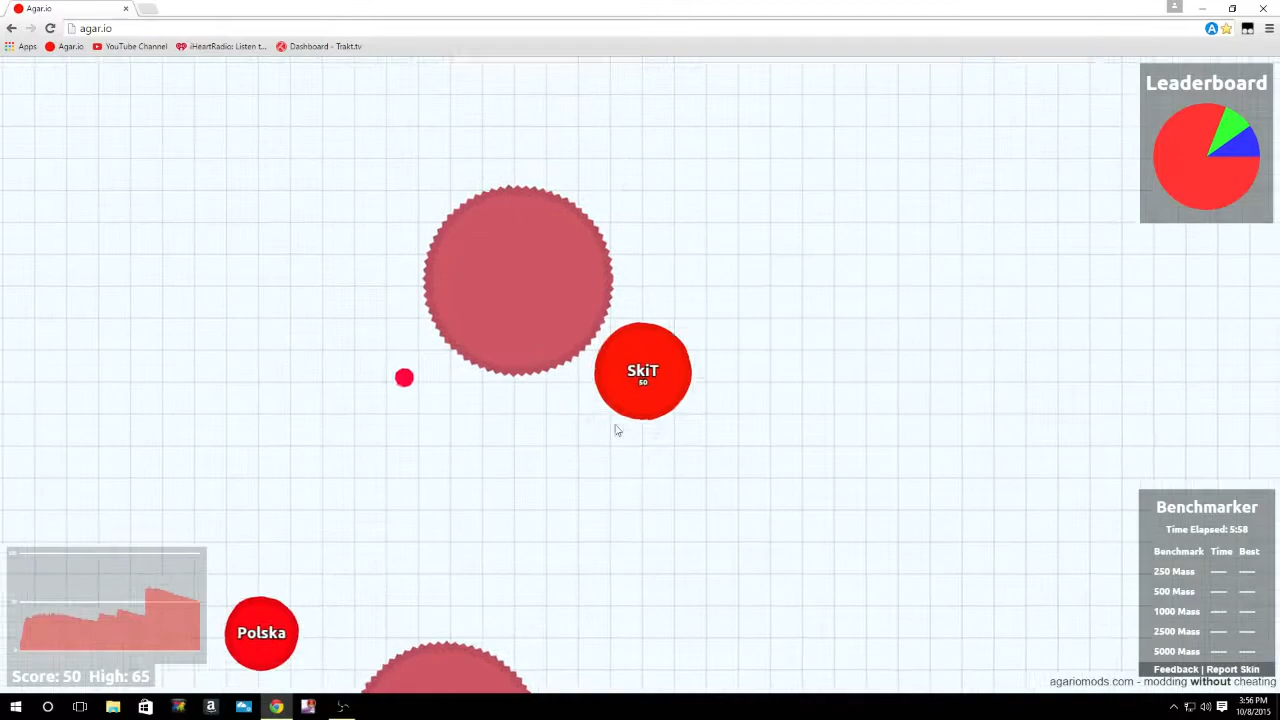 Agar.io
agar.io
Apps Agar.io YouTube Channel iHeartRadio: Listen t... Dashboard - Trakt.tv
Leaderboard
SkiT
50
Polska
Score: 50 High: 65
Benchmarker
Time Elapsed: 5:58
Benchmark Time Best
250 Mass
500 Mass
1000 Mass
2500 Mass
5000 Mass
Feedback | Report Skin
agariomods.com - modding without cheating
3:56 PM
10/8/2015